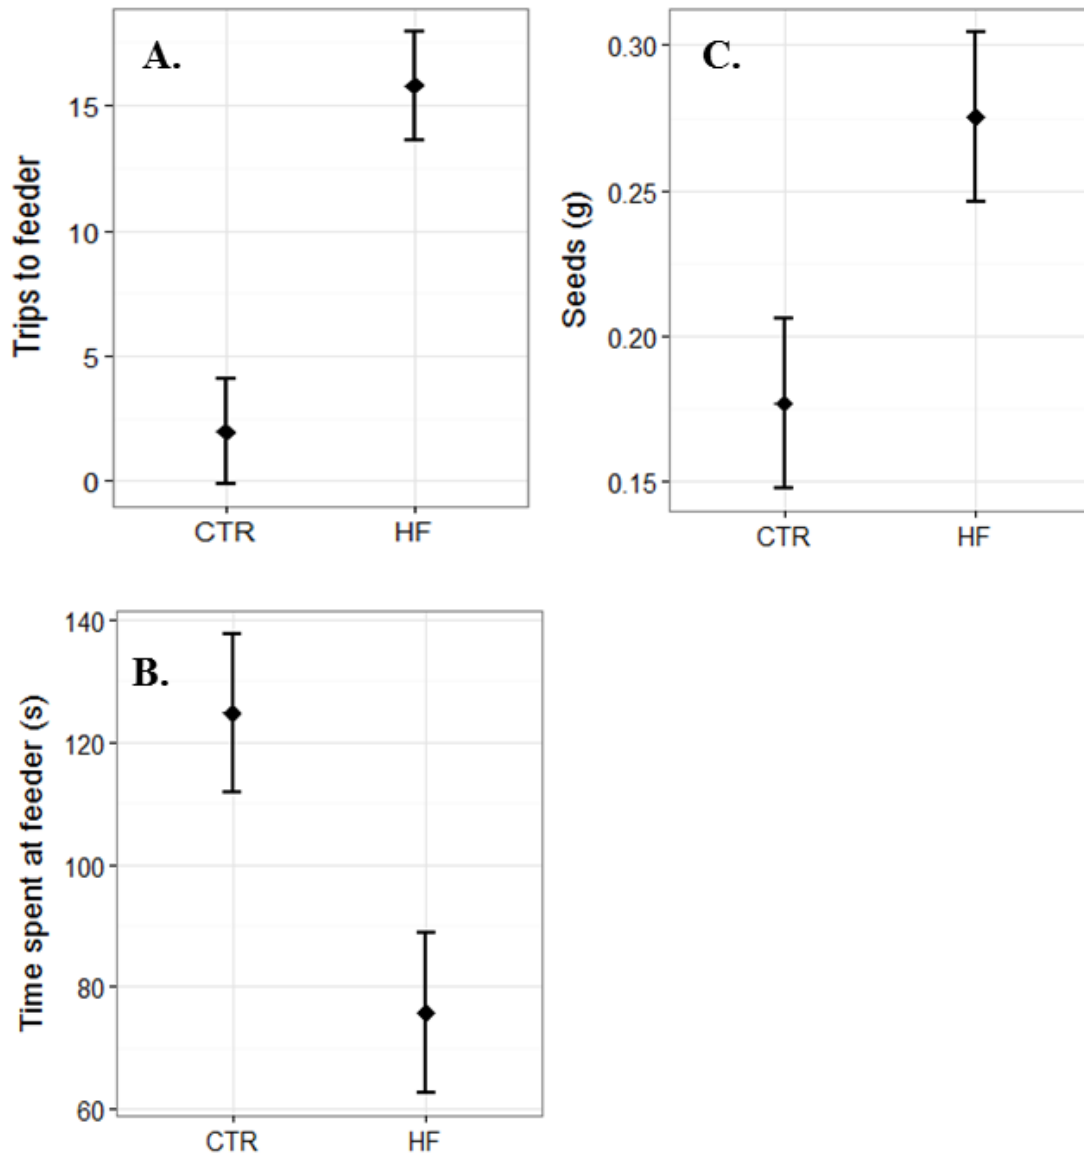 A.
Trips to feeder
15
10
5
0
CTR HF
C.
Seeds (g)
0.30
0.25
0.20
0.15
CTR HF
B.
Time spent at feeder (s)
140
120
100
80
60
CTR HF